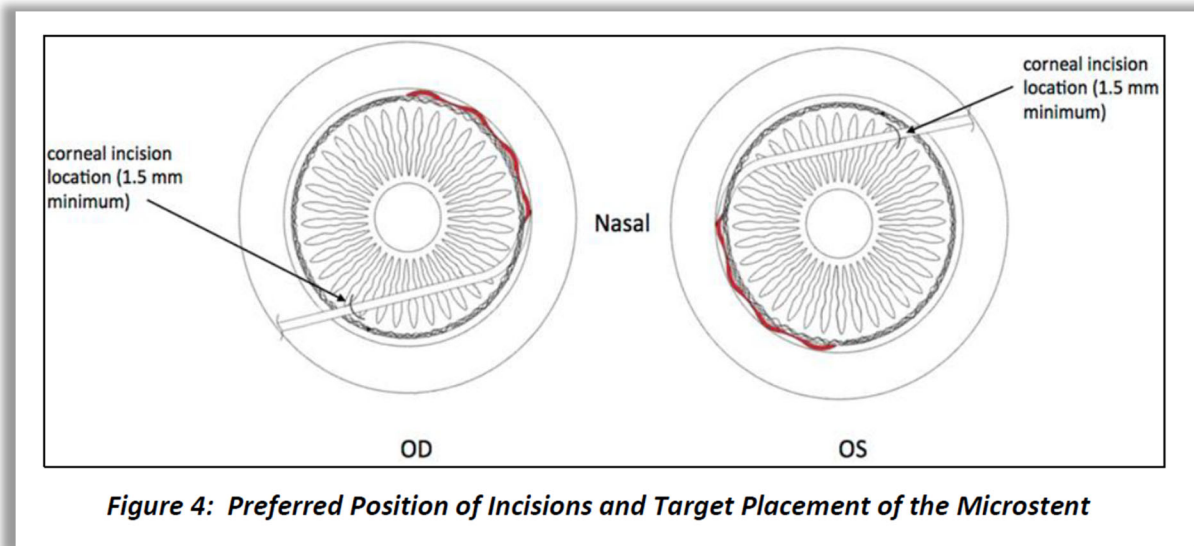 corneal incision
location (1.5 mm
minimum)
corneal incision
location (1.5 mm
minimum)
Nasal
OD
OS
Figure 4:  Preferred Position of Incisions and Target Placement of the Microstent